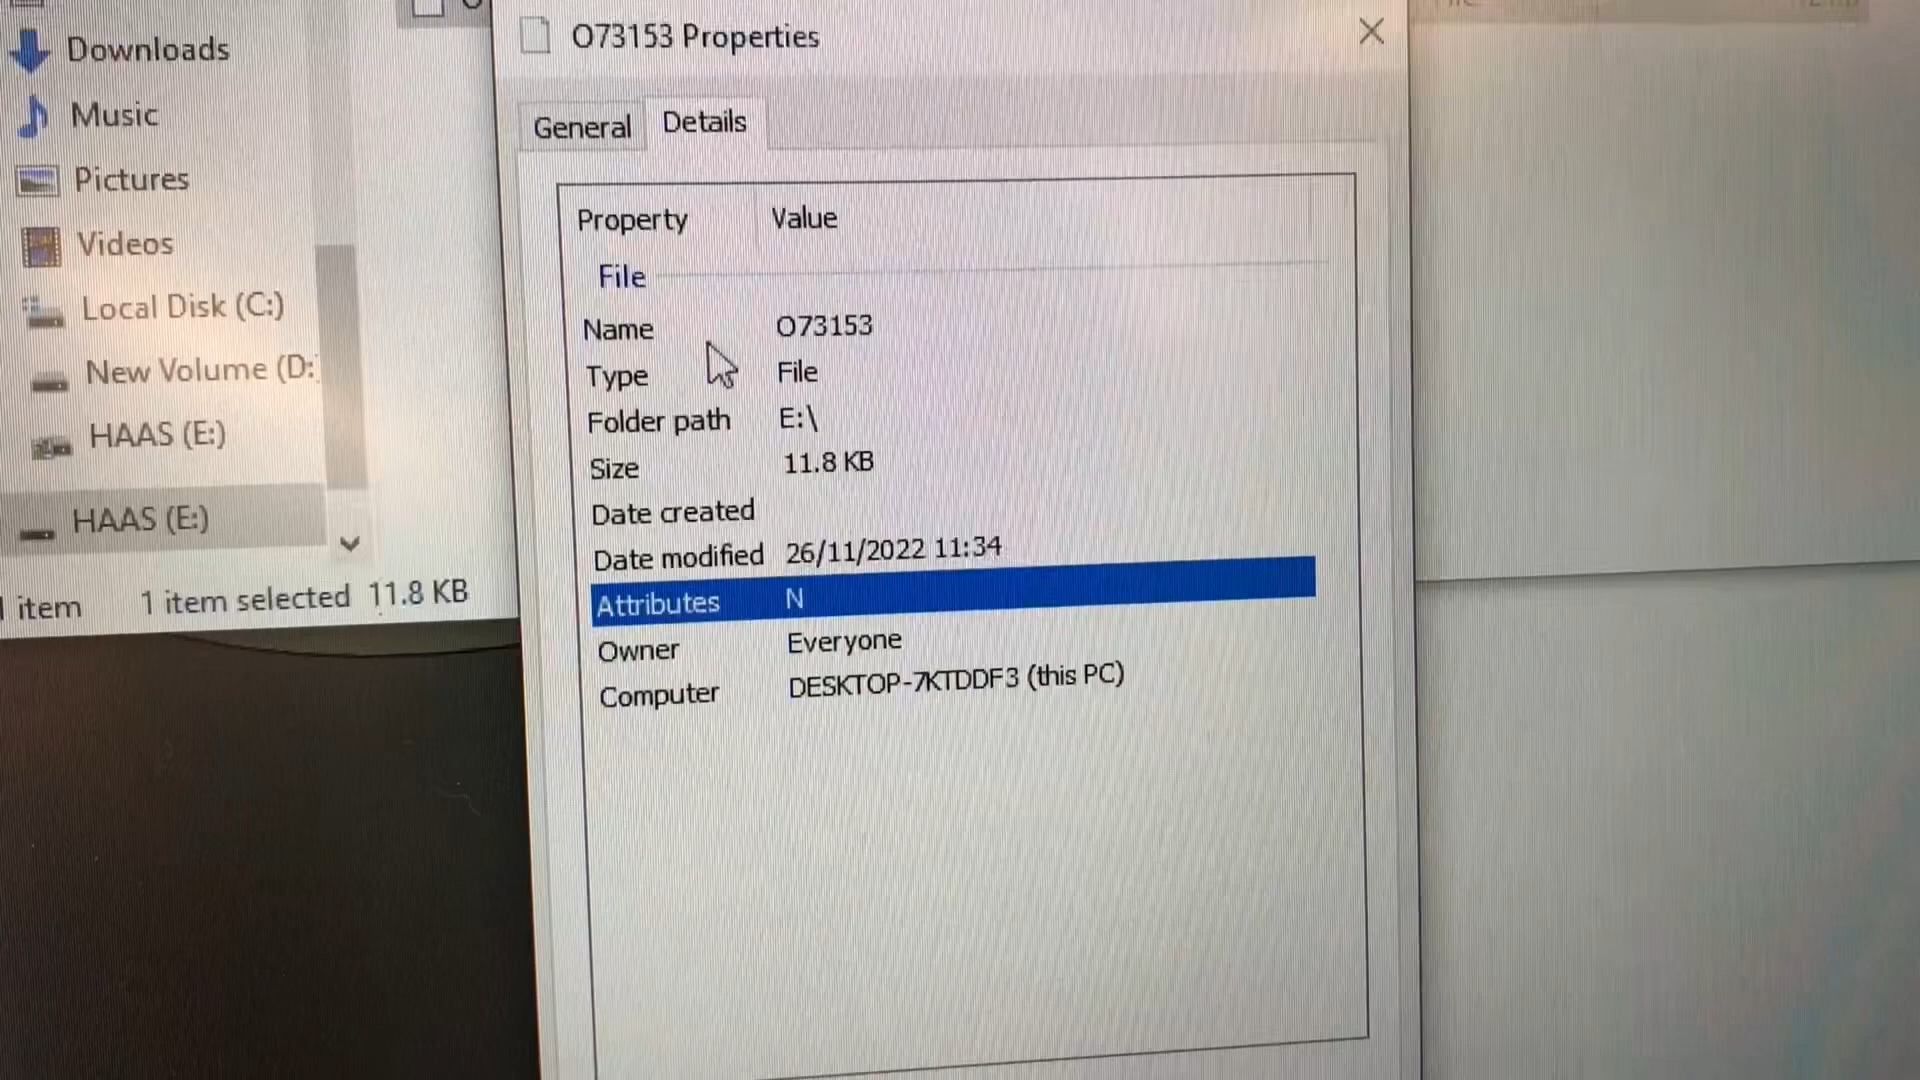 Downloads
Music
Pictures
Videos
Local Disk (C:)
New Volume (D:
HAAS (E:)
HAAS (E:)
item 1 item selected 11.8 KB
O73153 Properties
General Details
Property Value
File
Name O73153
Type File
Folder path E:\
Size 11.8 KB
Date created
Date modified 26/11/2022 11:34
Attributes N
Owner Everyone
Computer DESKTOP-7KTDDF3 (this PC)